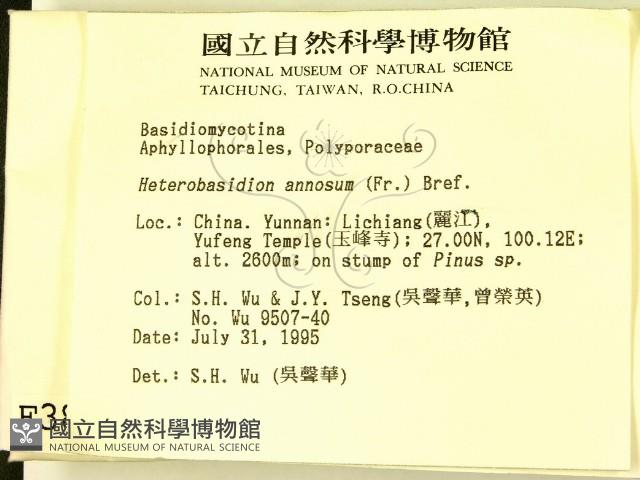 國立自然科學博物館
NATIONAL MUSEUM OF NATURAL SCIENCE
TAICHUNG, TAIWAN, R.O.CHINA
Basidiomycotina
Aphyllophorales, Polyporaceae
Heterobasidion annosum (Fr.) Bref.
Loc.: China. Yunnan: Lichiang(麗江),
Yufeng Temple(玉峰寺); 27.00N, 100.12E;
alt. 2600m; on stump of Pinus sp.
Col.: S.H. Wu & J.Y. Tseng(吳聲華,曾榮英)
No. Wu 9507-40
Date: July 31, 1995
Det.: S.H. Wu (吳聲華)
國立自然科學博物館
NATIONAL MUSEUM OF NATURAL SCIENCE